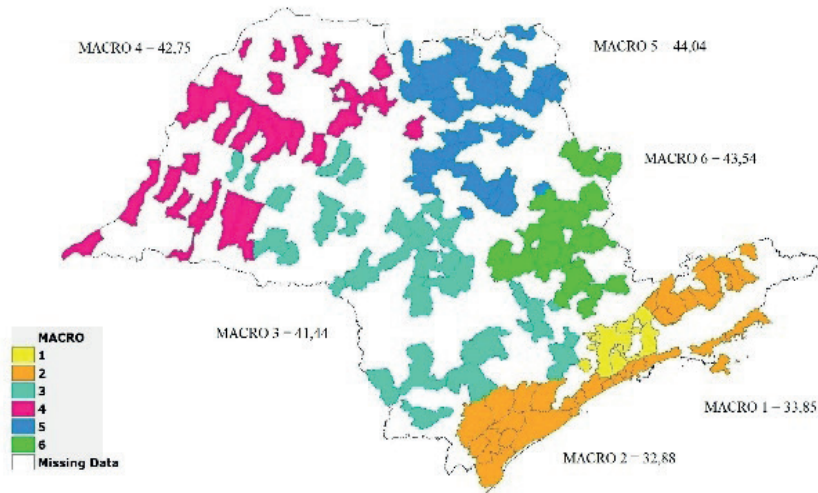 MACRO 4 – 42,75
MACRO 5 – 44,04
MACRO 6 – 43,54
MACRO 3 – 41,44
MACRO
1
2
3
4
5
6
Missing Data
MACRO 1 – 33,85
MACRO 2 – 32,88